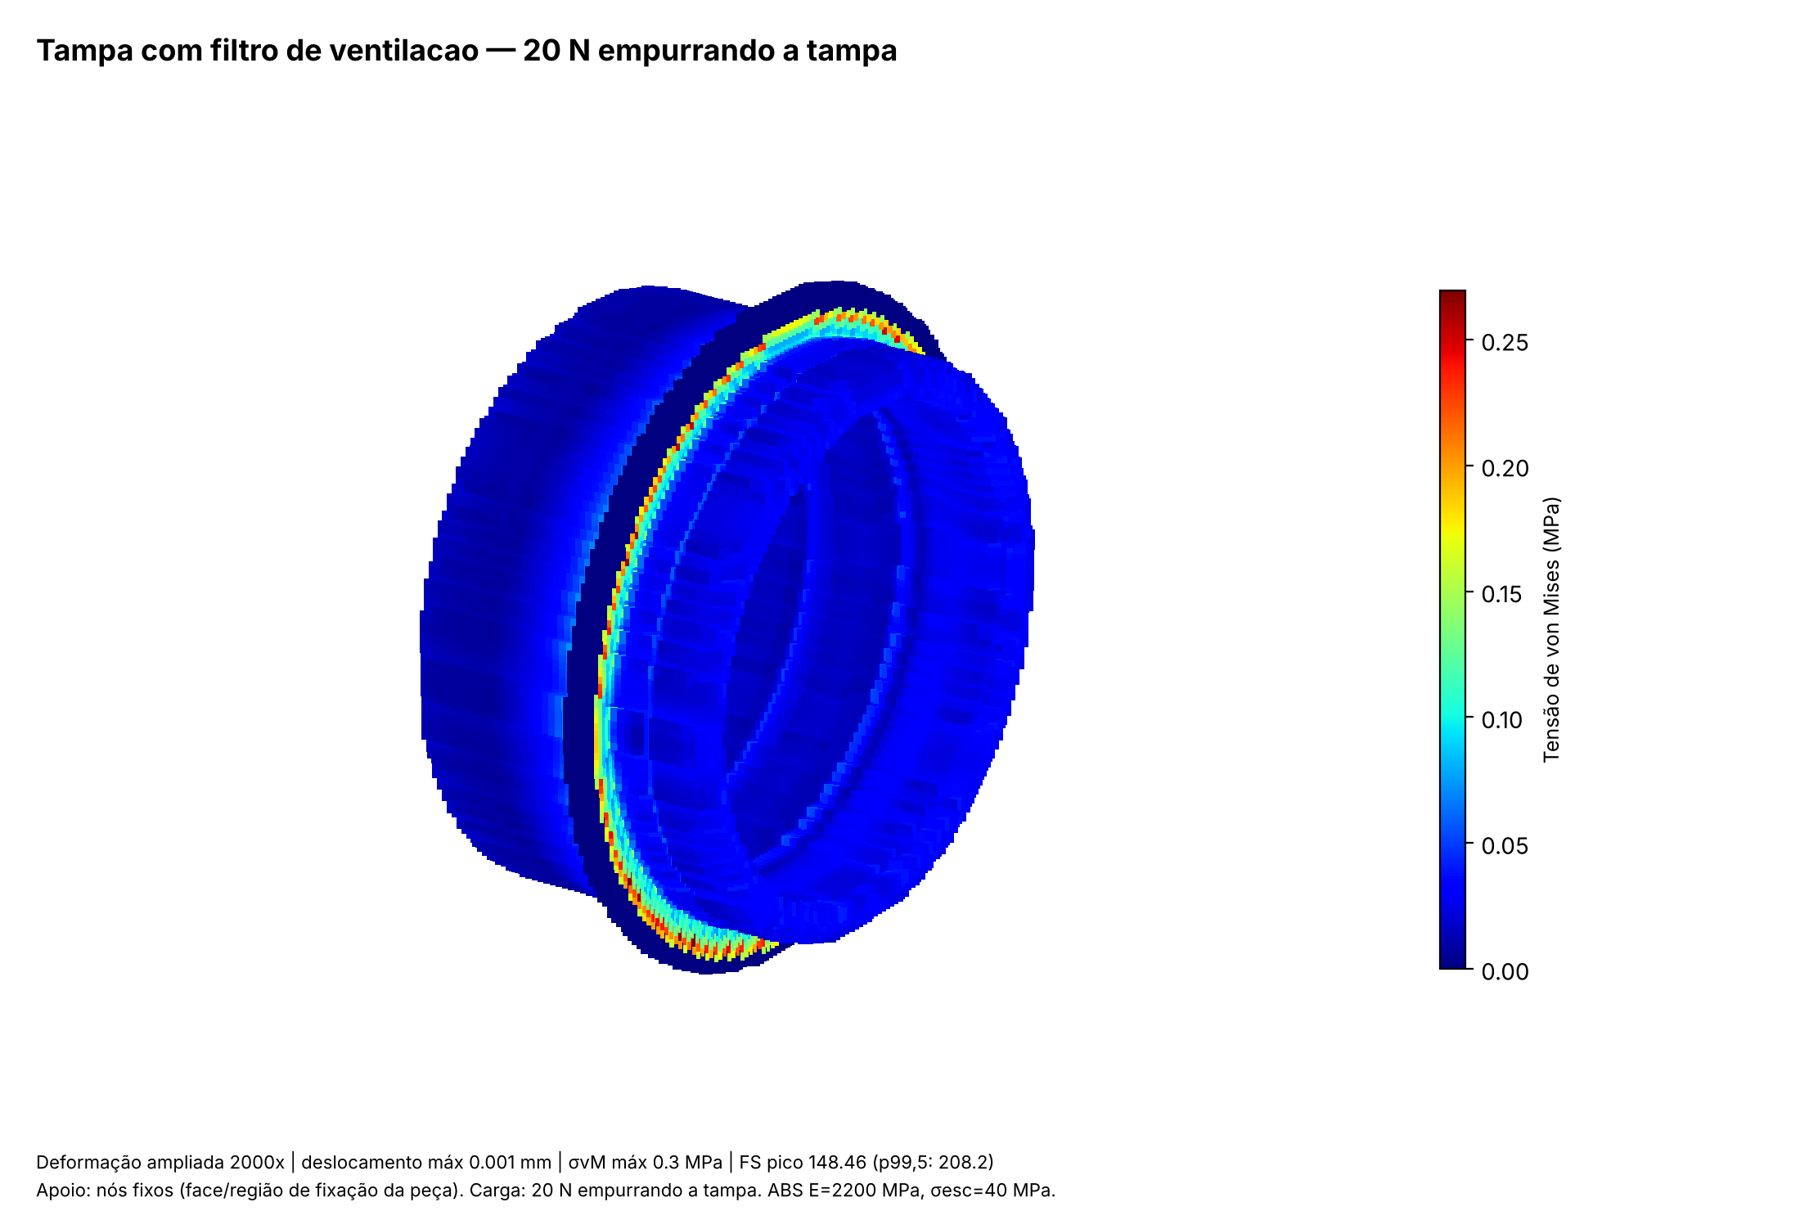 Tampa com filtro de ventilacao — 20 N empurrando a tampa
0.25
0.20
0.15
0.10
0.05
0.00
Tensão de von Mises (MPa)
Deformação ampliada 2000x | deslocamento máx 0.001 mm | σvM máx 0.3 MPa | FS pico 148.46 (p99,5: 208.2)
Apoio: nós fixos (face/região de fixação da peça). Carga: 20 N empurrando a tampa. ABS E=2200 MPa, σesc=40 MPa.